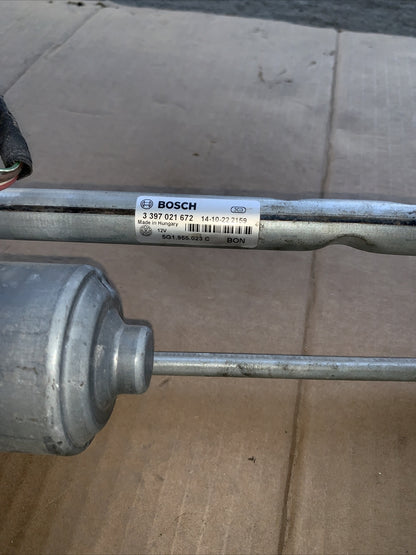 BOSCH
3 397 021 672 14-10-22 2159
Made in Hungary
12V
5G1.955.023 C BON